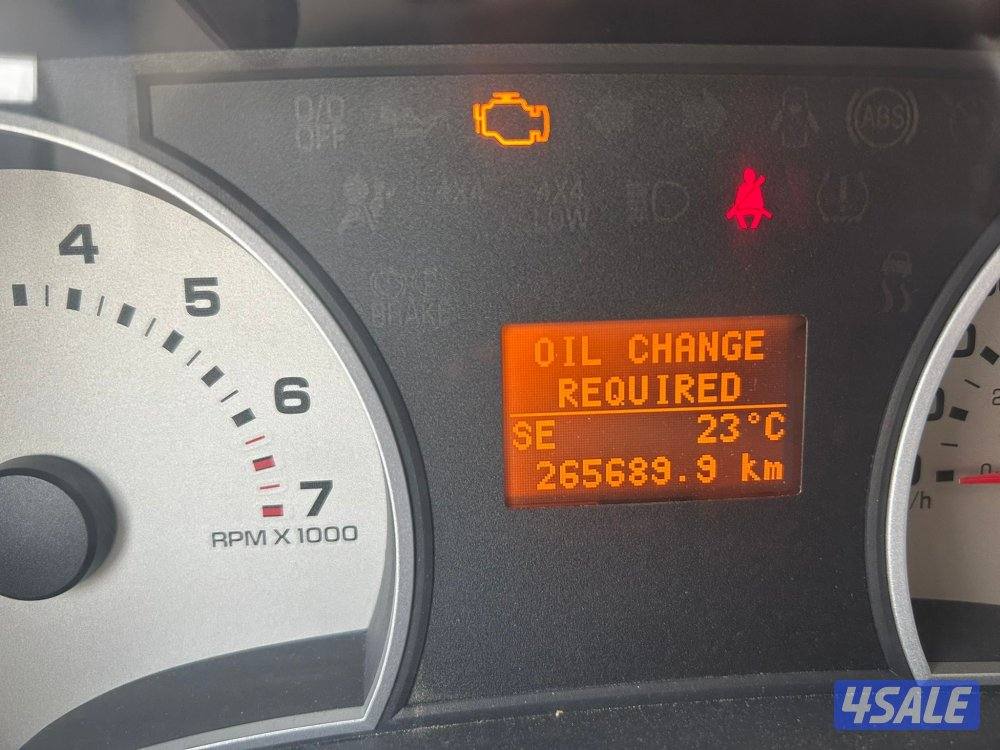 O/D
OFF
ABS
4X4
4X4
LOW
BRAKE
4
5
6
7
RPM X 1000
OIL CHANGE
REQUIRED
SE 23°C
265689.9 km
4SALE